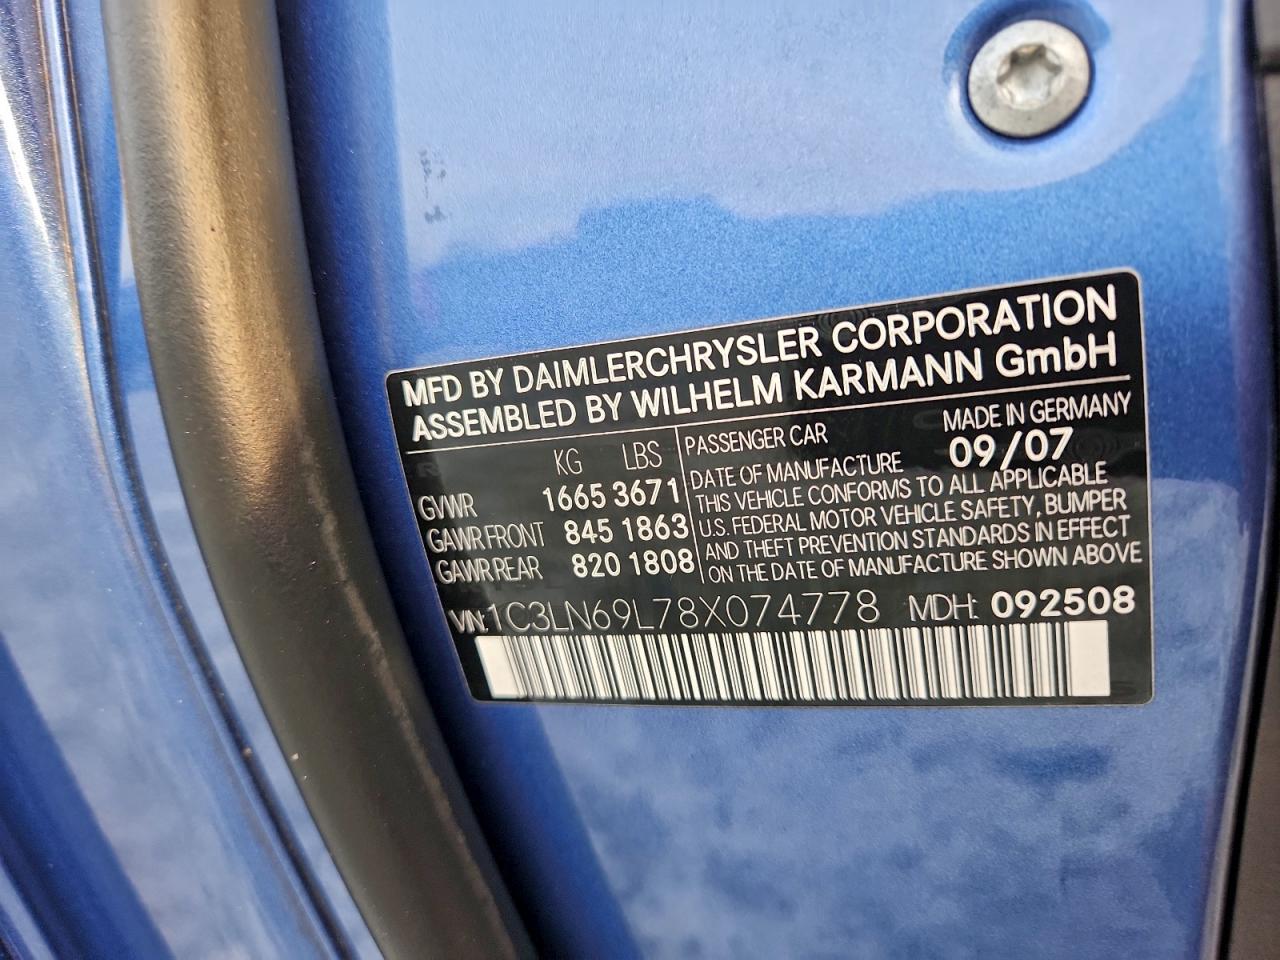 MFD BY DAIMLERCHRYSLER CORPORATION
ASSEMBLED BY WILHELM KARMANN GmbH
KG LBS
GVWR 1665 3671
GAWR FRONT 845 1863
GAWR REAR 820 1808
PASSENGER CAR MADE IN GERMANY
DATE OF MANUFACTURE 09/07
THIS VEHICLE CONFORMS TO ALL APPLICABLE
U.S. FEDERAL MOTOR VEHICLE SAFETY, BUMPER
AND THEFT PREVENTION STANDARDS IN EFFECT
ON THE DATE OF MANUFACTURE SHOWN ABOVE
VIN: 1C3LN69L78X074778 MDH: 092508